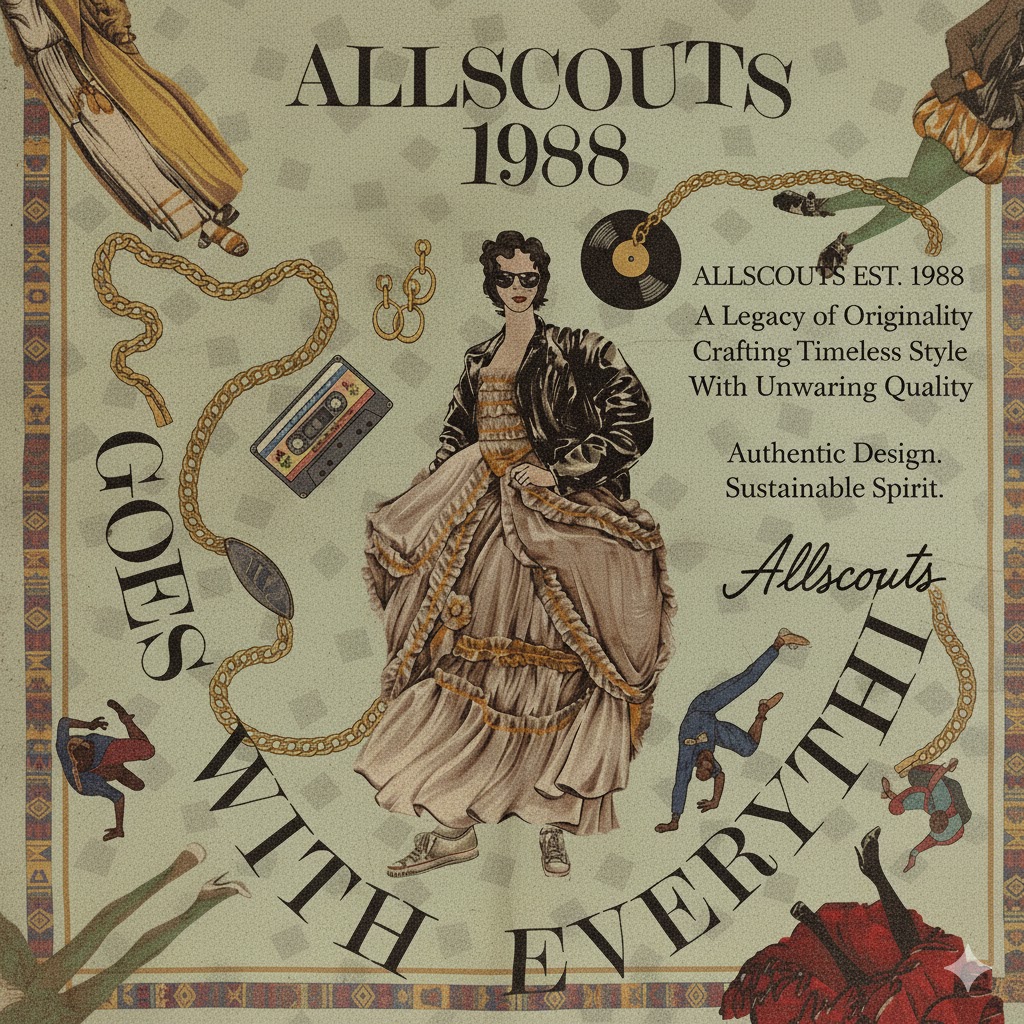 ALLSCOUTS
1988
ALLSCOUTS EST. 1988
A Legacy of Originality
Crafting Timeless Style
With Unwaring Quality
Authentic Design.
Sustainable Spirit.
Allscouts
GOES
WITH
EVERYTHI